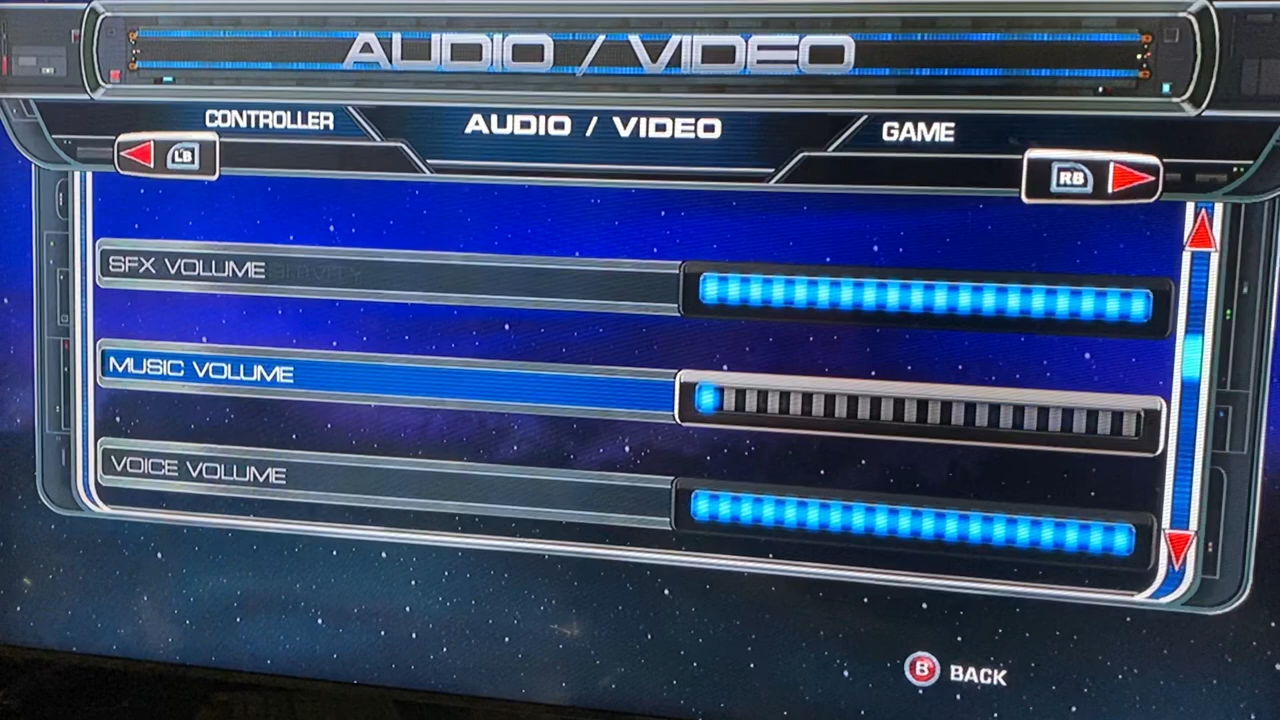 AUDIO / VIDEO
CONTROLLER
AUDIO / VIDEO
GAME
LB
RB
SFX VOLUME
MUSIC VOLUME
VOICE VOLUME
B BACK